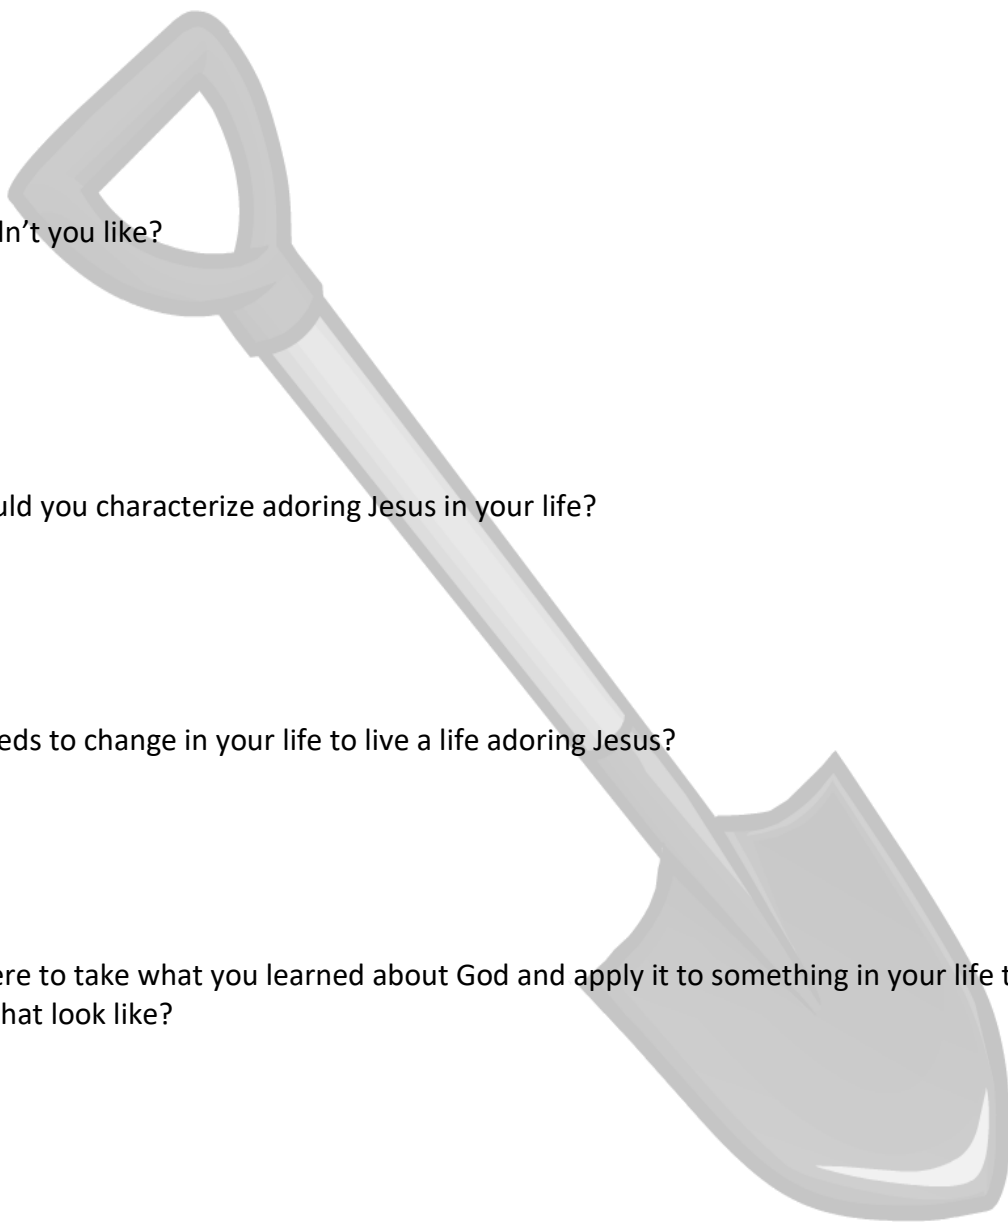 n't you like?
uld you characterize adoring Jesus in your life?
eds to change in your life to live a life adoring Jesus?
ere to take what you learned about God and apply it to something in your life t
hat look like?